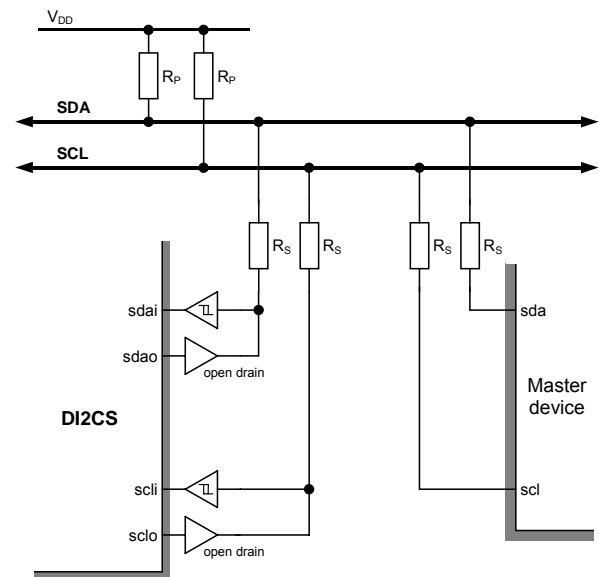 VDD
RP RP
SDA
SCL
RS RS RS RS
sdai
sda
sdao
open drain
Master
device
DI2CS
scli
scl
sclo
open drain